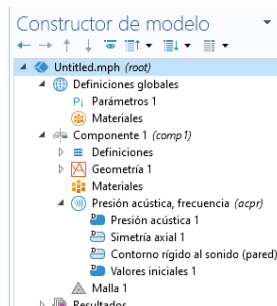 Constructor de modelo
Untitled.mph (root)
Definiciones globales
Pi Parámetros 1
Materiales
Componente 1 (comp1)
Definiciones
Geometría 1
Materiales
Presión acústica, frecuencia (acpr)
D Presión acústica 1
D Simetría axial 1
D Contorno rígido al sonido (pared)
D Valores iniciales 1
Malla 1
Resultados